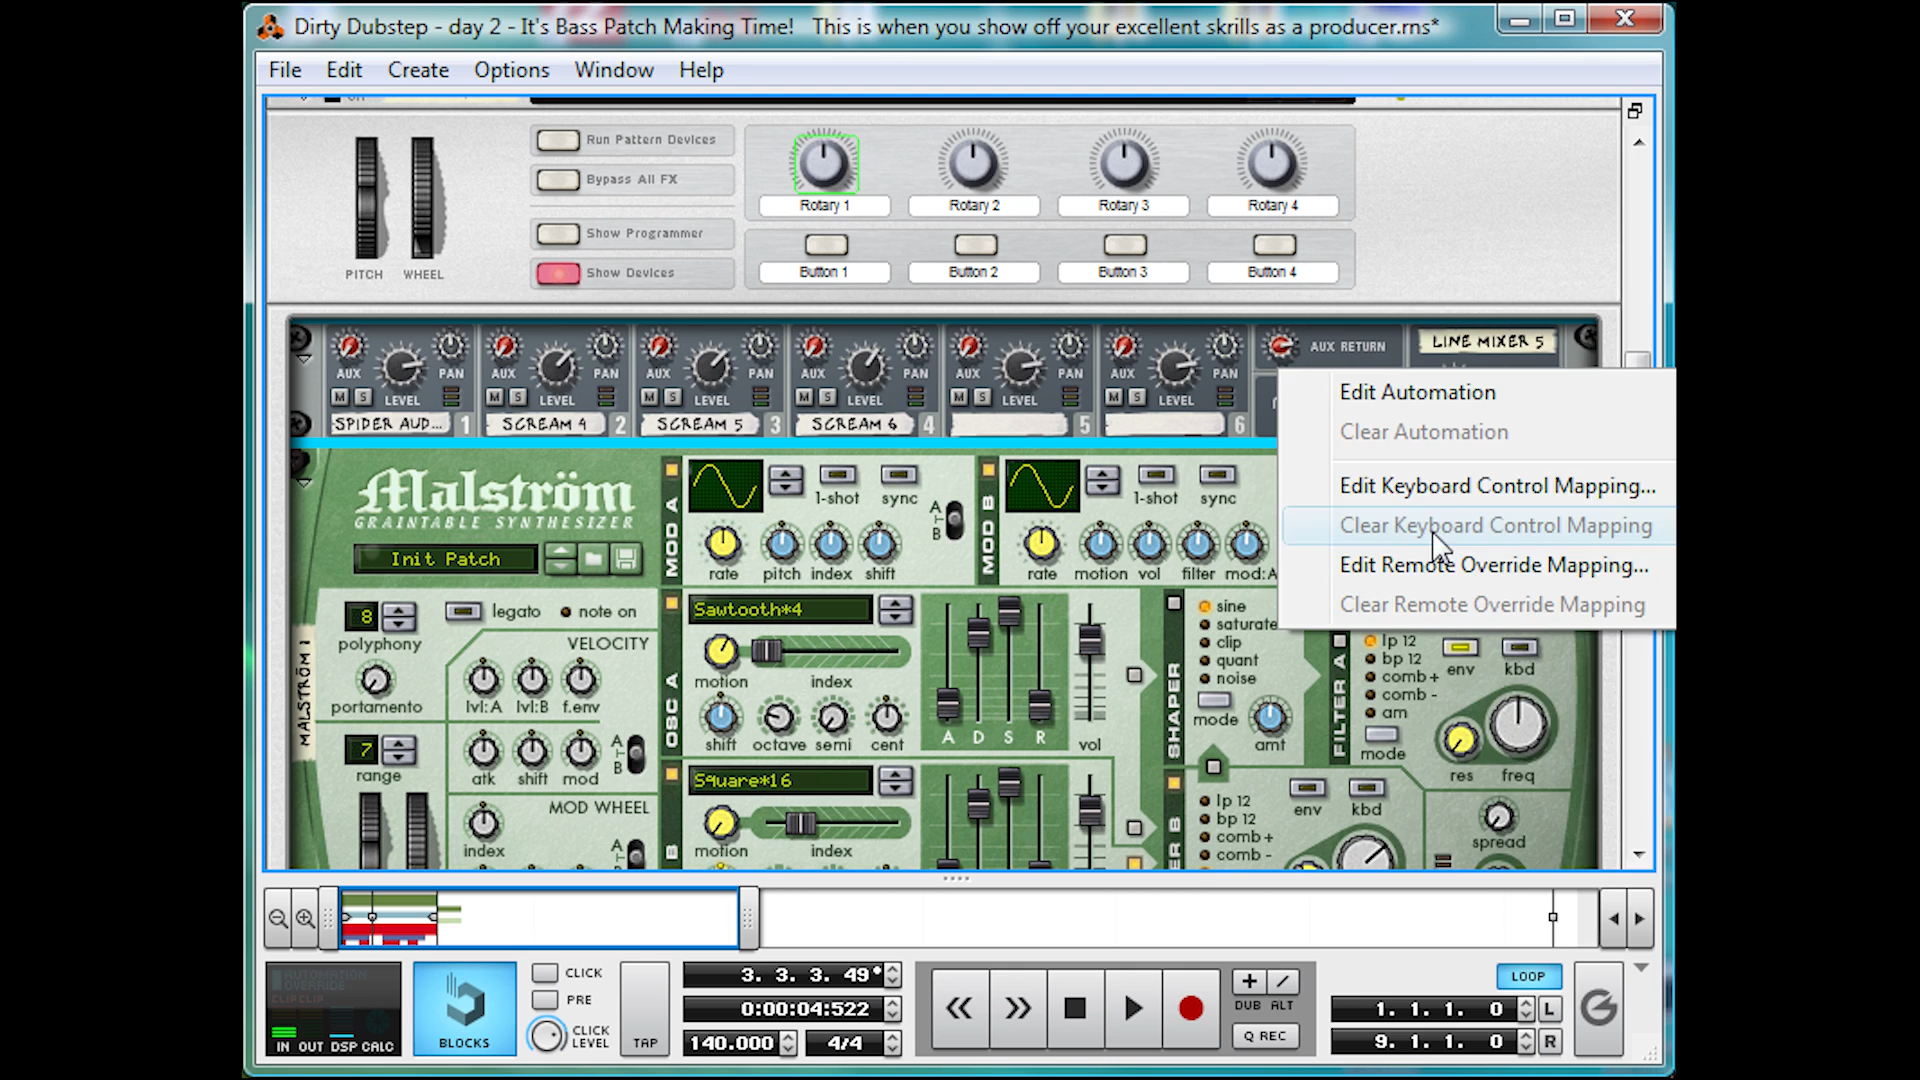 Dirty Dubstep - day 2 - It's Bass Patch Making Time!   This is when you show off your excellent skrills as a producer.rns*
File Edit Create Options Window Help
Run Pattern Devices
Bypass All FX
Show Programmer
Show Devices
PITCH WHEEL
Rotary 1 Rotary 2 Rotary 3 Rotary 4
Button 1 Button 2 Button 3 Button 4
AUX PAN AUX PAN AUX PAN AUX PAN AUX PAN AUX PAN AUX RETURN LINE MIXER 5
M S LEVEL M S LEVEL M S LEVEL M S LEVEL M S LEVEL M S LEVEL
SPIDER AUD... 1 SCREAM 4 2 SCREAM 5 3 SCREAM 6 4 5 6
Edit Automation
Clear Automation
Edit Keyboard Control Mapping...
Clear Keyboard Control Mapping
Edit Remote Override Mapping...
Clear Remote Override Mapping
Malström
GRAINTABLE SYNTHESIZER
Init Patch
MALSTRÖM 1
MOD A
1-shot sync
A B
rate pitch index shift
MOD B
1-shot sync
rate motion vol filter mod:A
8 legato note on
polyphony
portamento
VELOCITY
lvl:A lvl:B f.env
7
range
atk shift mod
A B
MOD WHEEL
index
A B
OSC A
Sawtooth*4
motion index
shift octave semi cent
A D S R vol
B
Square*16
motion index
SHAPER
sine
saturate
clip
quant
noise
mode amt
FILTER A
lp 12
bp 12
comb +
comb -
am
mode
env kbd
res freq
ER B
lp 12
bp 12
comb +
comb -
env kbd
spread
AUTOMATION
OVERRIDE
IN OUT DSP CALC
BLOCKS
CLICK
PRE
CLICK
LEVEL
TAP
3. 3. 3. 49*
0:00:04:522
140.000 4/4
DUB ALT
Q REC
LOOP
1. 1. 1. 0 L
9. 1. 1. 0 R